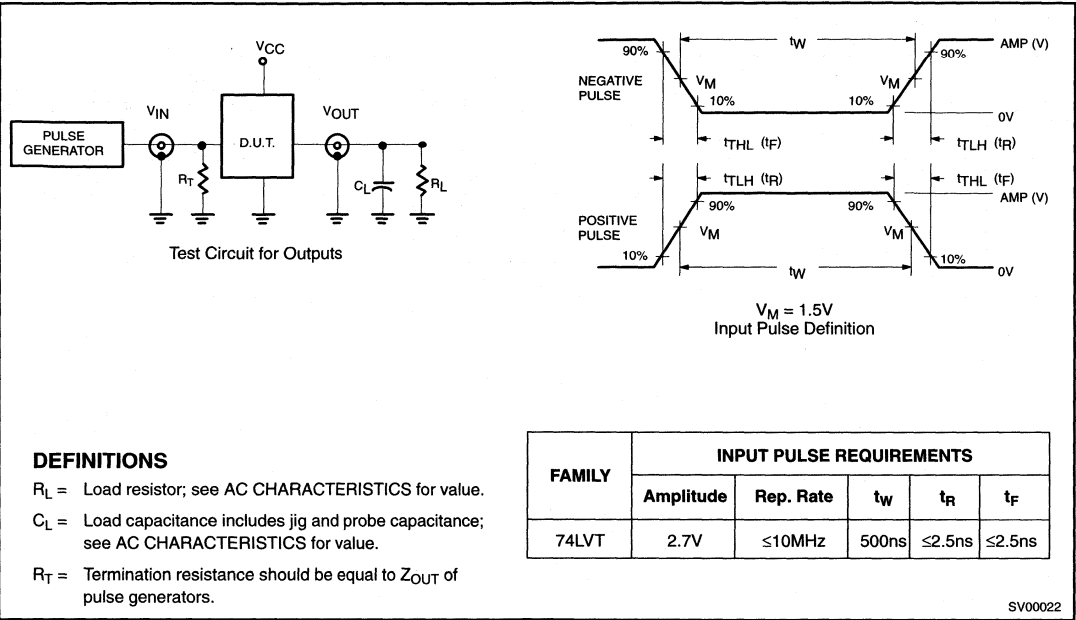 VCC
VIN
VOUT
PULSE
GENERATOR
D.U.T.
RT
CL
RL
Test Circuit for Outputs
tW
AMP (V)
90%
90%
NEGATIVE
PULSE
VM
VM
10%
10%
0V
tTHL (tF)
tTLH (tR)
tTLH (tR)
tTHL (tF)
AMP (V)
90%
90%
POSITIVE
PULSE
VM
VM
10%
10%
tW
0V
VM = 1.5V
Input Pulse Definition
DEFINITIONS
RL = Load resistor; see AC CHARACTERISTICS for value.
CL = Load capacitance includes jig and probe capacitance;
see AC CHARACTERISTICS for value.
RT = Termination resistance should be equal to ZOUT of
pulse generators.
FAMILY
INPUT PULSE REQUIREMENTS
Amplitude Rep. Rate tW tR tF
74LVT 2.7V ≤10MHz 500ns ≤2.5ns ≤2.5ns
SV00022